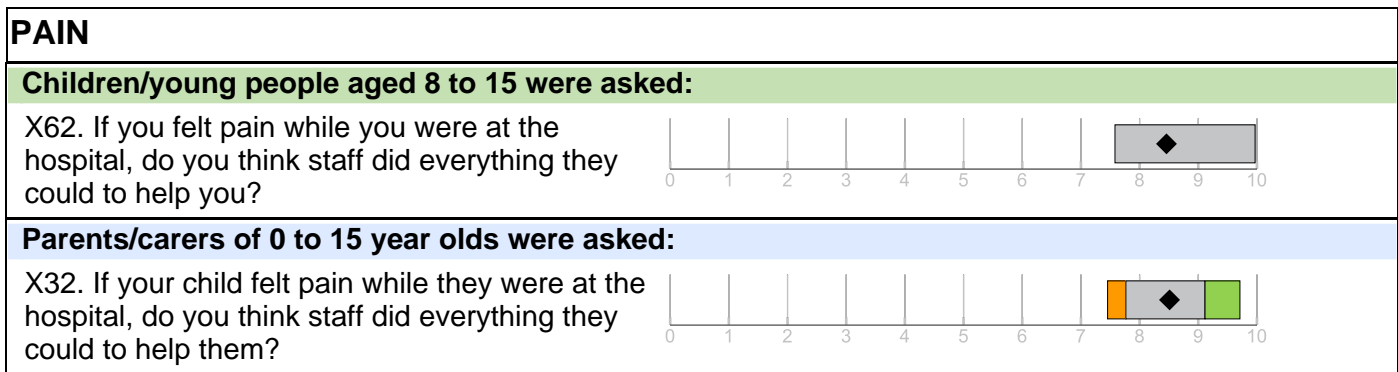 PAIN
Children/young people aged 8 to 15 were asked:
X62. If you felt pain while you were at the
hospital, do you think staff did everything they
could to help you?
0 1 2 3 4 5 6 7 8 9 10
Parents/carers of 0 to 15 year olds were asked:
X32. If your child felt pain while they were at the
hospital, do you think staff did everything they
could to help them?
0 1 2 3 4 5 6 7 8 9 10